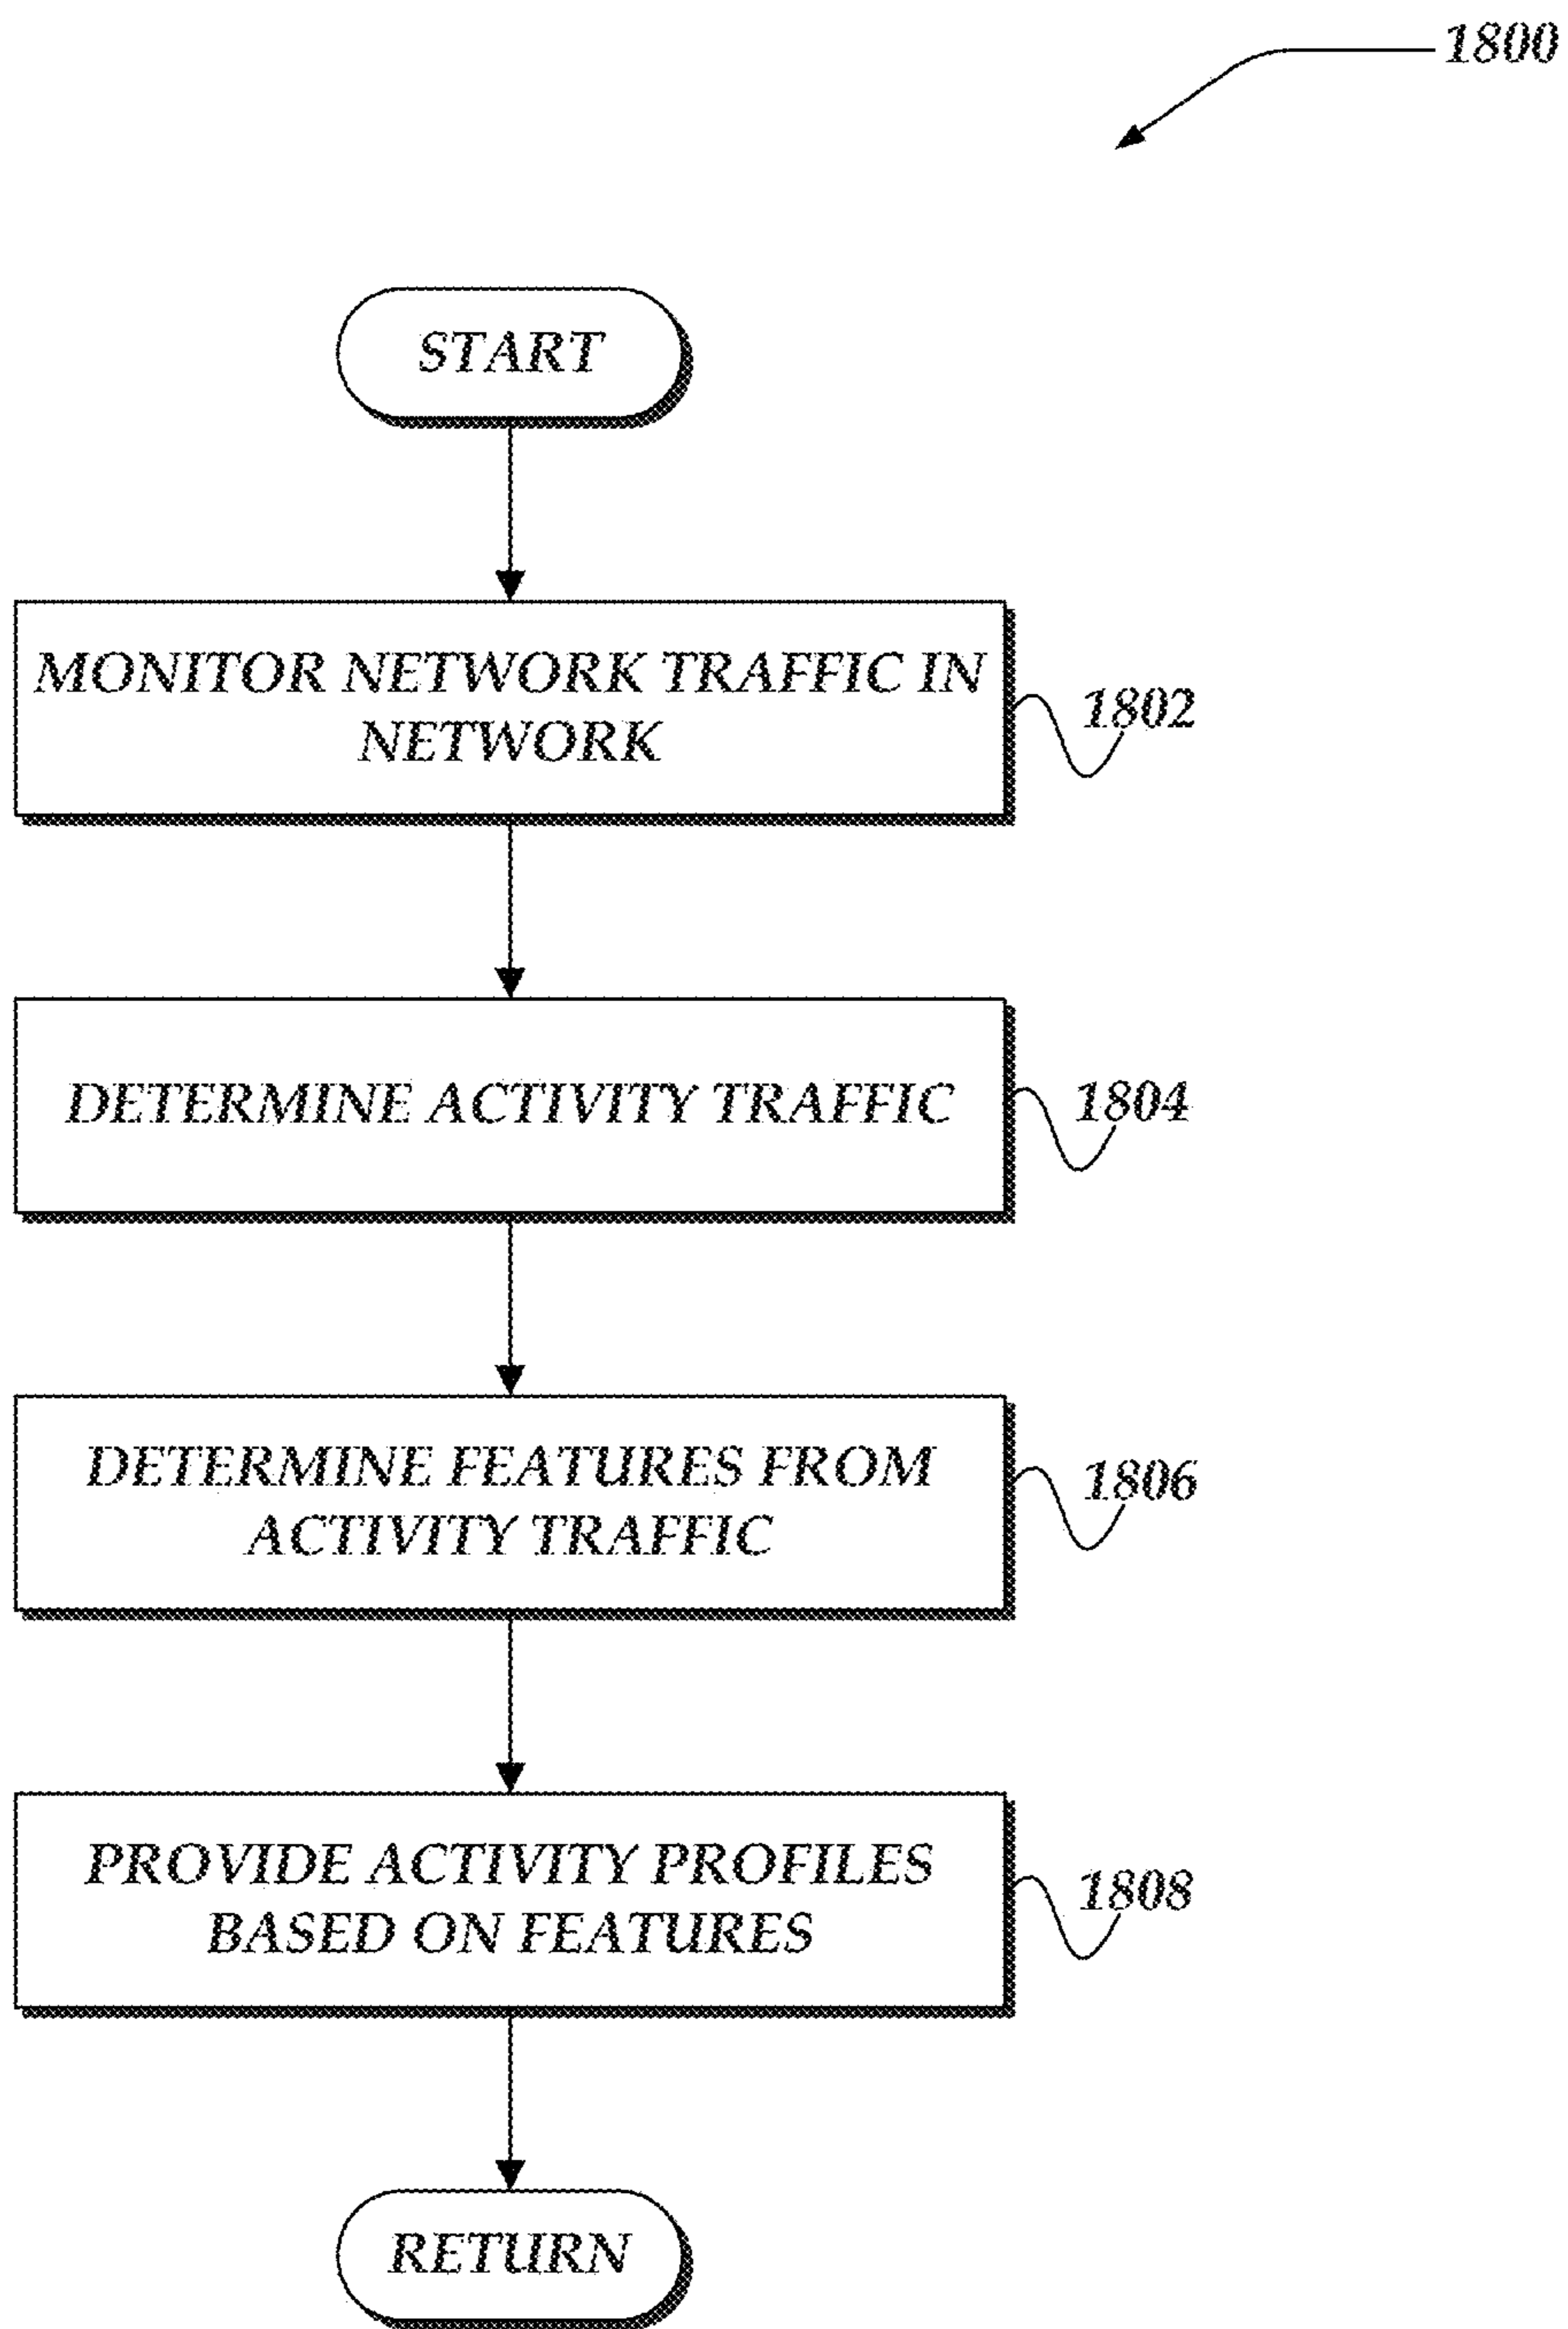 1800
START
MONITOR NETWORK TRAFFIC IN
NETWORK
1802
DETERMINE ACTIVITY TRAFFIC
1804
DETERMINE FEATURES FROM
ACTIVITY TRAFFIC
1806
PROVIDE ACTIVITY PROFILES
BASED ON FEATURES
1808
RETURN